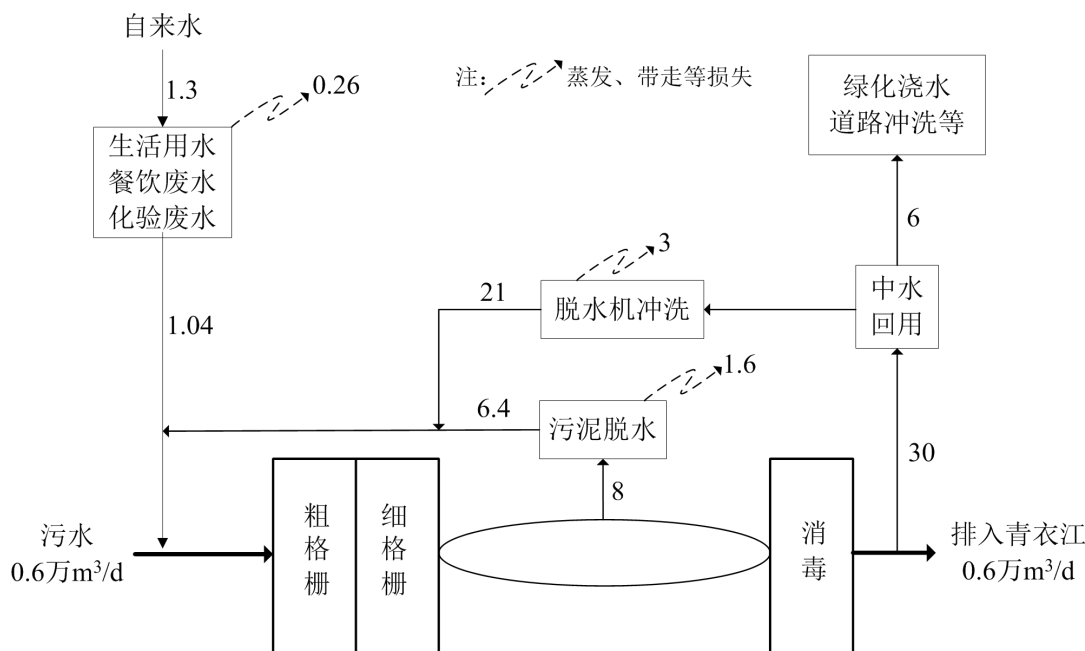 自来水
1.3
0.26
生活用水
餐饮废水
化验废水
注：
蒸发、带走等损失
绿化浇水
道路冲洗等
6
3
21
脱水机冲洗
中水
回用
1.04
1.6
6.4
污泥脱水
30
8
污水
0.6万m³/d
粗格栅
细格栅
消毒
排入青衣江
0.6万m³/d